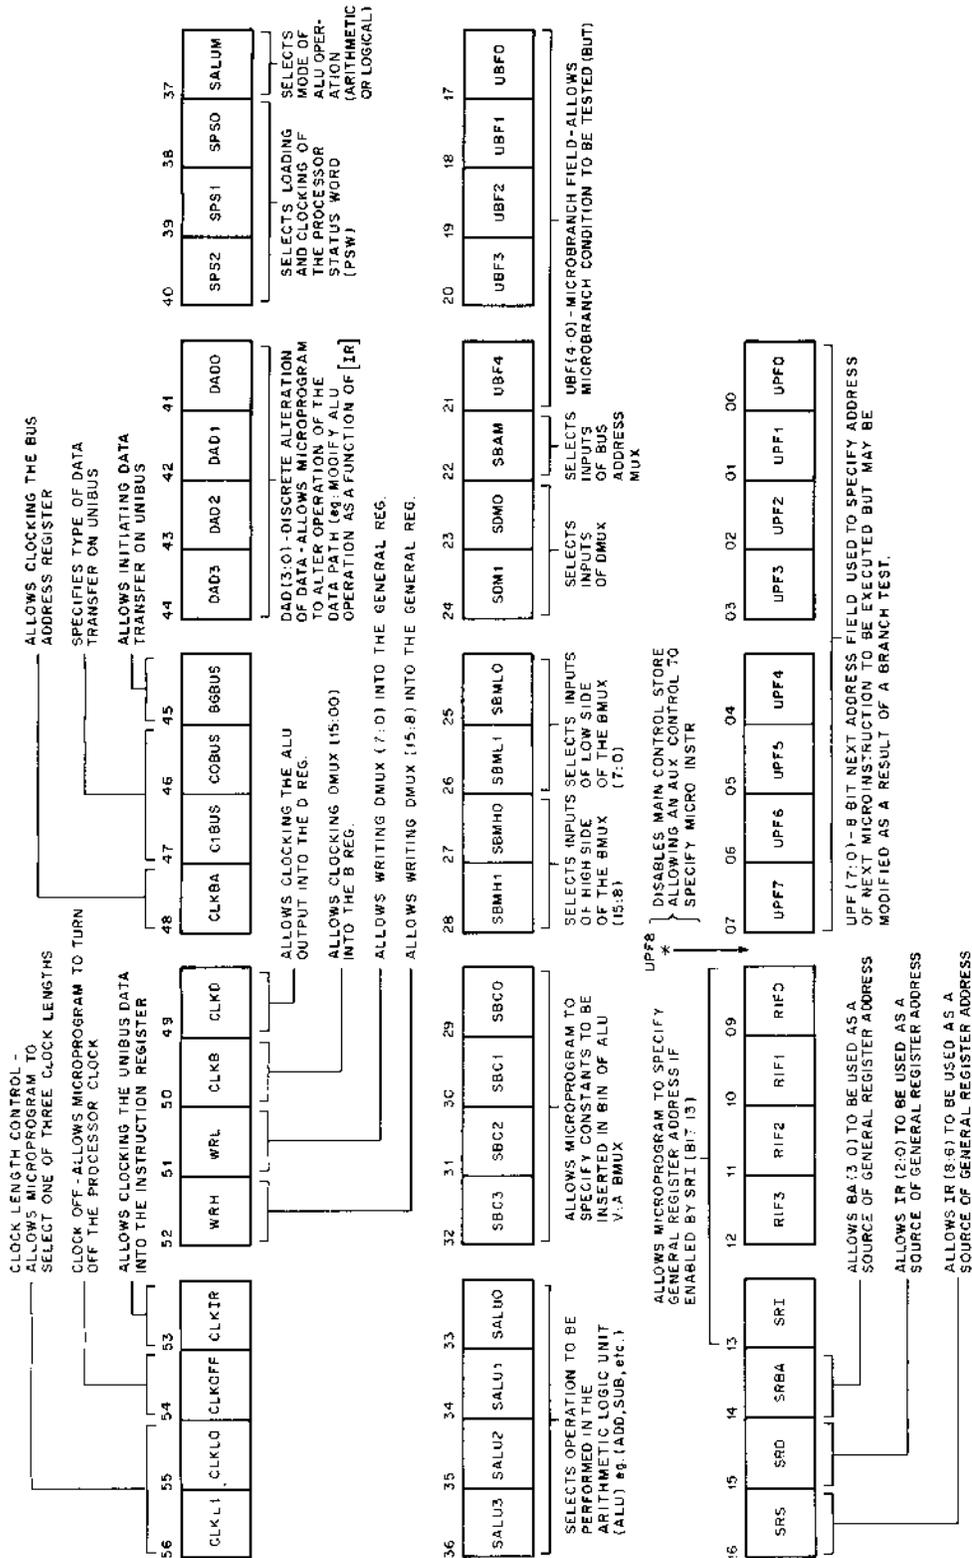 CLOCK LENGTH CONTROL -
ALLOWS MICROPROGRAM TO
SELECT ONE OF THREE CLOCK LENGTHS
CLOCK OFF - ALLOWS MICROPROGRAM TO TURN
OFF THE PROCESSOR CLOCK
ALLOWS CLOCKING THE UNIBUS DATA
INTO THE INSTRUCTION REGISTER
ALLOWS CLOCKING THE BUS
ADDRESS REGISTER
SPECIFIES TYPE OF DATA
TRANSFER ON UNIBUS
ALLOWS INITIATING DATA
TRANSFER ON UNIBUS
56 55 54 53 52 51 50 49 48 47 46 45 44 43 42 41 40 39 38 37
CLKL1 CLKL0 CLKOFF CLKIR WRH WRL CLKB CLKD CLKBA C1BUS C0BUS BGBUS DAD3 DAD2 DAD1 DAD0 SPS2 SPS1 SPS0 SALUM
ALLOWS CLOCKING THE ALU
OUTPUT INTO THE D REG.
ALLOWS CLOCKING DMUX (15:00)
INTO THE B REG.
ALLOWS WRITING DMUX (7:0) INTO THE GENERAL REG.
ALLOWS WRITING DMUX (15:8) INTO THE GENERAL REG.
DAD(3:0)-DISCRETE ALTERATION
OF DATA-ALLOWS MICROPROGRAM
TO ALTER OPERATION OF THE
DATA PATH (eg: MODIFY ALU
OPERATION AS A FUNCTION OF [IR]
SELECTS LOADING
AND CLOCKING OF
THE PROCESSOR
STATUS WORD
(PSW)
SELECTS
MODE OF
ALU OPER-
ATION
(ARITHMETIC
OR LOGICAL)
36 35 34 33 32 31 30 29 28 27 26 25 24 23 22 21 20 19 18 17
SALU3 SALU2 SALU1 SALU0 SBC3 SBC2 SBC1 SBC0 SBMH1 SBMH0 SBML1 SBML0 SDM1 SDM0 SBAM UBF4 UBF3 UBF2 UBF1 UBF0
SELECTS OPERATION TO BE
PERFORMED IN THE
ARITHMETIC LOGIC UNIT
(ALU) eg. (ADD,SUB,etc.)
ALLOWS MICROPROGRAM TO
SPECIFY CONSTANTS TO BE
INSERTED IN BIN OF ALU
V:A BMUX
SELECTS INPUTS
OF HIGH SIDE
OF THE BMUX
(15:8)
SELECTS INPUTS
OF LOW SIDE
OF THE BMUX
(7:0)
SELECTS
INPUTS
OF DMUX
SELECTS
INPUTS
OF BUS
ADDRESS
MUX
UBF(4:0)-MICROBRANCH FIELD-ALLOWS
MICROBRANCH CONDITION TO BE TESTED (BUT)
ALLOWS MICROPROGRAM TO SPECIFY
GENERAL REGISTER ADDRESS IF
ENABLED BY SRI (BIT 13)
UPF8
*
DISABLES MAIN CONTROL STORE
ALLOWING AN AUX CONTROL TO
SPECIFY MICRO INSTR
16 15 14 13 12 11 10 09 07 06 05 04 03 02 01 00
SRS SRD SRBA SRI RIF3 RIF2 RIF1 RIF0 UPF7 UPF6 UPF5 UPF4 UPF3 UPF2 UPF1 UPF0
ALLOWS BA(3:0) TO BE USED AS A
SOURCE OF GENERAL REGISTER ADDRESS
ALLOWS IR (2:0) TO BE USED AS A
SOURCE OF GENERAL REGISTER ADDRESS
ALLOWS IR (8:6) TO BE USED AS A
SOURCE OF GENERAL REGISTER ADDRESS
UPF (7:0)-8 BIT NEXT ADDRESS FIELD USED TO SPECIFY ADDRESS
OF NEXT MICROINSTRUCTION TO BE EXECUTED BUT MAY BE
MODIFIED AS A RESULT OF A BRANCH TEST.